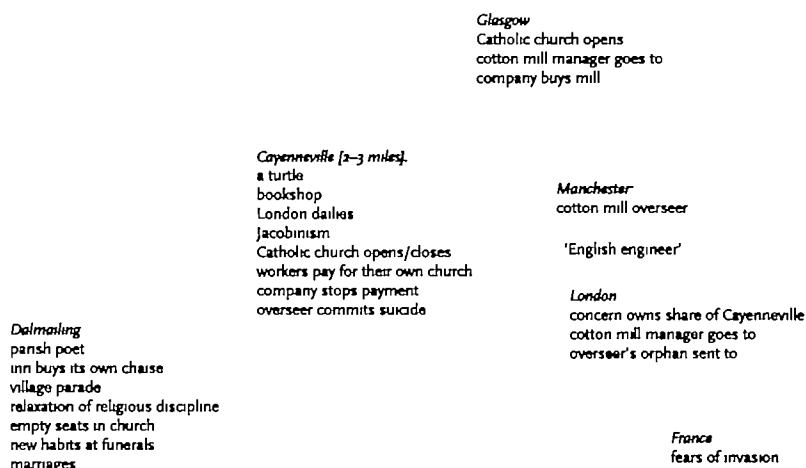 Glasgow
Catholic church opens
cotton mill manager goes to
company buys mill
Cayenneville [2–3 miles].
a turtle
bookshop
London dailies
Jacobinism
Catholic church opens/closes
workers pay for their own church
company stops payment
overseer commits suicide
Manchester
cotton mill overseer
'English engineer'
London
concern owns share of Cayenneville
cotton mill manager goes to
overseer's orphan sent to
Dalmailing
parish poet
inn buys its own chaise
village parade
relaxation of religious discipline
empty seats in church
new habits at funerals
marriages
France
fears of invasion